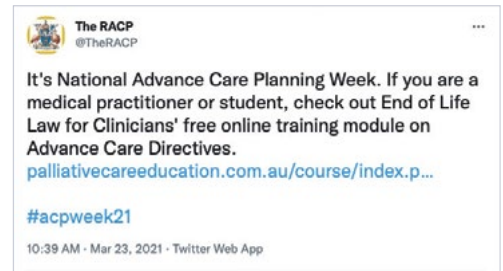 The RACP
@TheRACP
It's National Advance Care Planning Week. If you are a
medical practitioner or student, check out End of Life
Law for Clinicians' free online training module on
Advance Care Directives.
palliativecareeducation.com.au/course/index.p...
#acpweek21
10:39 AM · Mar 23, 2021 · Twitter Web App